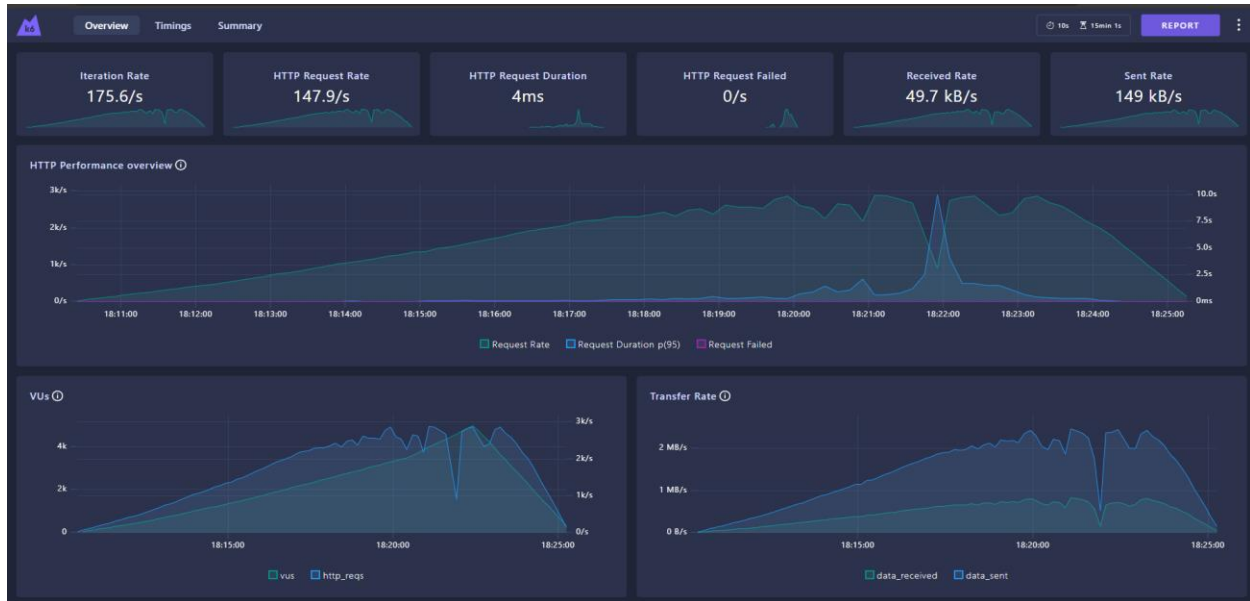 k6 Overview Timings Summary 10s 15min 1s REPORT
Iteration Rate
175.6/s
HTTP Request Rate
147.9/s
HTTP Request Duration
4ms
HTTP Request Failed
0/s
Received Rate
49.7 kB/s
Sent Rate
149 kB/s
HTTP Performance overview
3k/s
2k/s
1k/s
0/s
10.0s
7.5s
5.0s
2.5s
0ms
18:11:00 18:12:00 18:13:00 18:14:00 18:15:00 18:16:00 18:17:00 18:18:00 18:19:00 18:20:00 18:21:00 18:22:00 18:23:00 18:24:00 18:25:00
Request Rate Request Duration p(95) Request Failed
VUs
4k
2k
0
3k/s
2k/s
1k/s
0/s
18:15:00 18:20:00 18:25:00
vus http_reqs
Transfer Rate
2 MB/s
1 MB/s
0 B/s
18:15:00 18:20:00 18:25:00
data_received data_sent